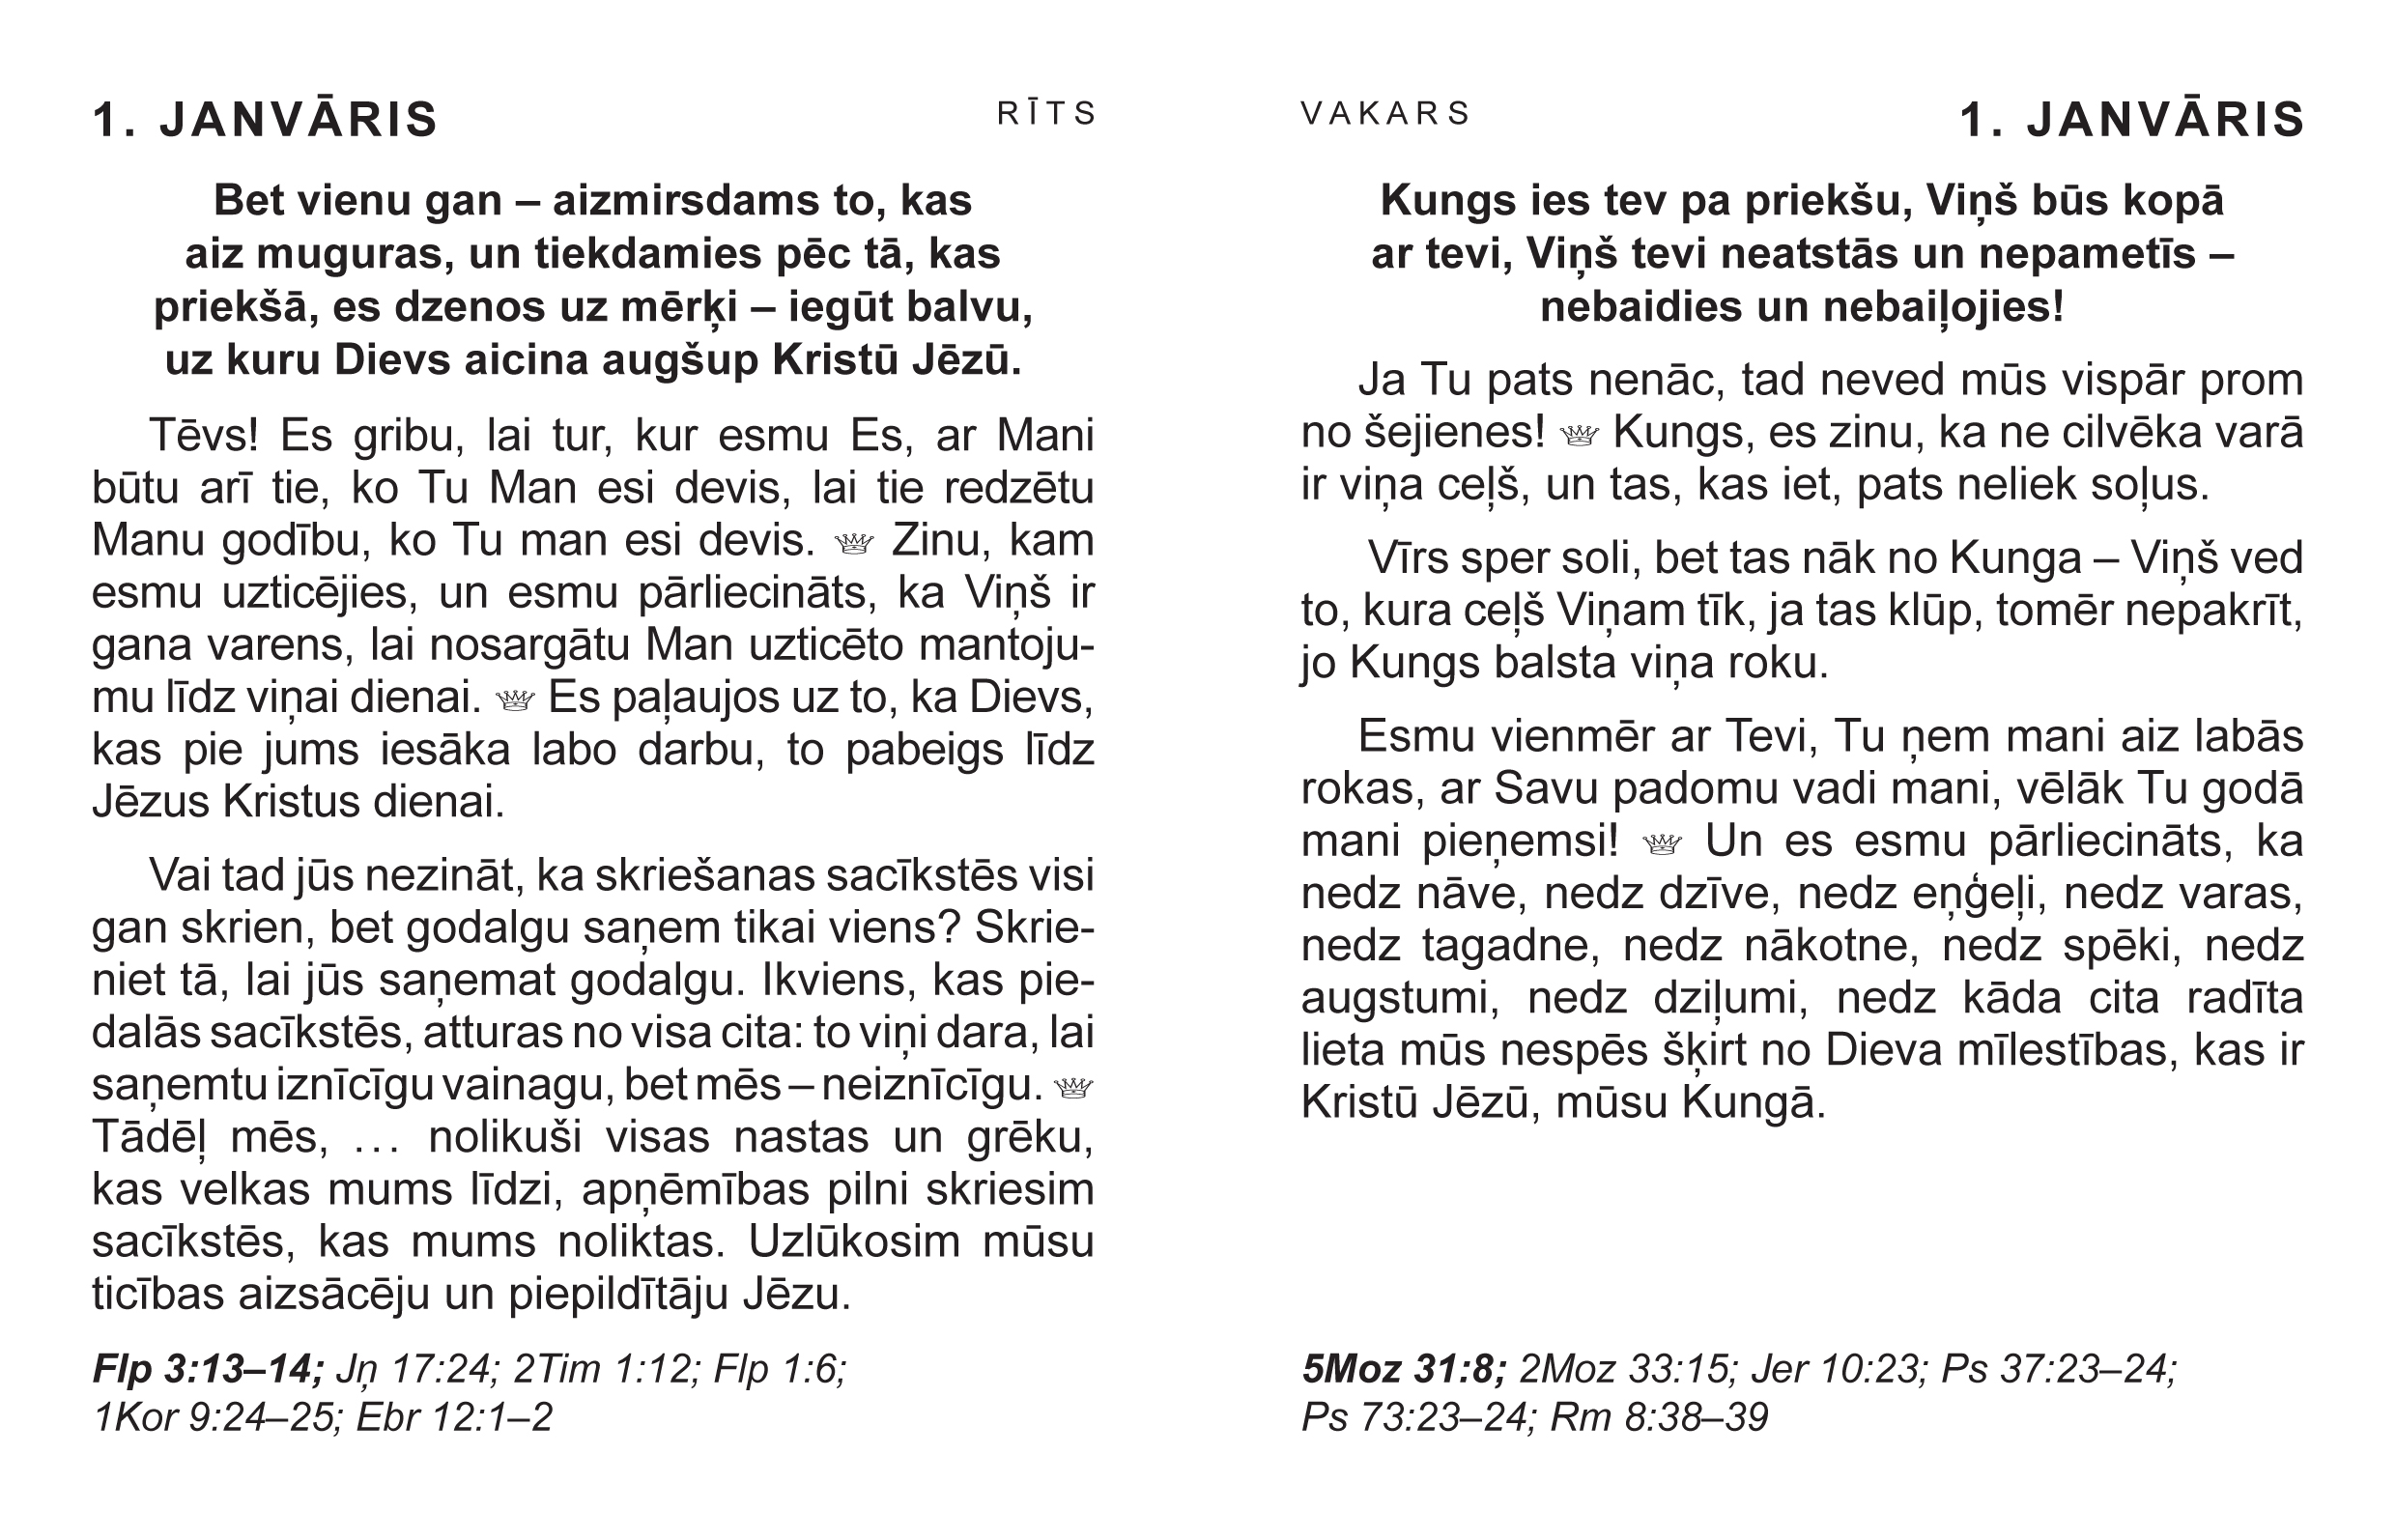 1. JANVĀRIS RĪTS
Bet vienu gan – aizmirsdams to, kas
aiz muguras, un tiekdamies pēc tā, kas
priekšā, es dzenos uz mērķi – iegūt balvu,
uz kuru Dievs aicina augšup Kristū Jēzū.
Tēvs! Es gribu, lai tur, kur esmu Es, ar Mani
būtu arī tie, ko Tu Man esi devis, lai tie redzētu
Manu godību, ko Tu man esi devis. ♕ Zinu, kam
esmu uzticējies, un esmu pārliecināts, ka Viņš ir
gana varens, lai nosargātu Man uzticēto mantoju-
mu līdz viņai dienai. ♕ Es paļaujos uz to, ka Dievs,
kas pie jums iesāka labo darbu, to pabeigs līdz
Jēzus Kristus dienai.
Vai tad jūs nezināt, ka skriešanas sacīkstēs visi
gan skrien, bet godalgu saņem tikai viens? Skrie-
niet tā, lai jūs saņemat godalgu. Ikviens, kas pie-
dalās sacīkstēs, atturas no visa cita: to viņi dara, lai
saņemtu iznīcīgu vainagu, bet mēs – neiznīcīgu. ♕
Tādēļ mēs, … nolikuši visas nastas un grēku,
kas velkas mums līdzi, apņēmības pilni skriesim
sacīkstēs, kas mums noliktas. Uzlūkosim mūsu
ticības aizsācēju un piepildītāju Jēzu.
Flp 3:13–14; Jņ 17:24; 2Tim 1:12; Flp 1:6;
1Kor 9:24–25; Ebr 12:1–2
VAKARS 1. JANVĀRIS
Kungs ies tev pa priekšu, Viņš būs kopā
ar tevi, Viņš tevi neatstās un nepametīs –
nebaidies un nebaiļojies!
Ja Tu pats nenāc, tad neved mūs vispār prom
no šejienes! ♕ Kungs, es zinu, ka ne cilvēka varā
ir viņa ceļš, un tas, kas iet, pats neliek soļus.
Vīrs sper soli, bet tas nāk no Kunga – Viņš ved
to, kura ceļš Viņam tīk, ja tas klūp, tomēr nepakrīt,
jo Kungs balsta viņa roku.
Esmu vienmēr ar Tevi, Tu ņem mani aiz labās
rokas, ar Savu padomu vadi mani, vēlāk Tu godā
mani pieņemsi! ♕ Un es esmu pārliecināts, ka
nedz nāve, nedz dzīve, nedz eņģeļi, nedz varas,
nedz tagadne, nedz nākotne, nedz spēki, nedz
augstumi, nedz dziļumi, nedz kāda cita radīta
lieta mūs nespēs šķirt no Dieva mīlestības, kas ir
Kristū Jēzū, mūsu Kungā.
5Moz 31:8; 2Moz 33:15; Jer 10:23; Ps 37:23–24;
Ps 73:23–24; Rm 8:38–39